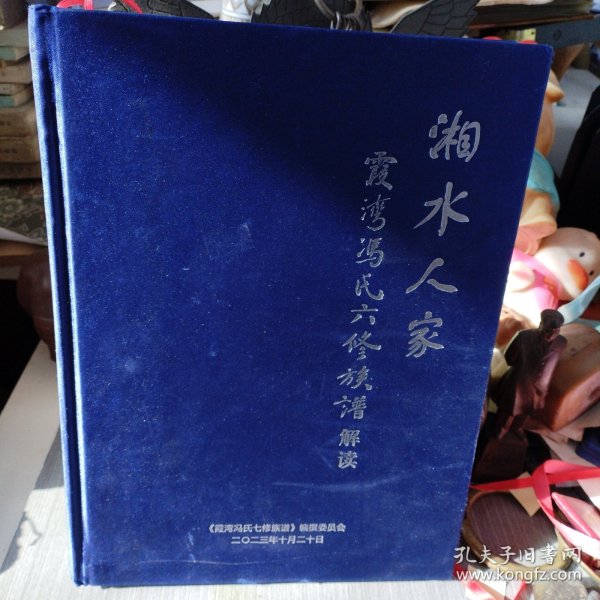 湘水人家
霞湾冯氏六修族谱解读
《霞湾冯氏七修族谱》编撰委员会
二〇二三年十月二十日
孔夫子旧书网
www.kongfz.com